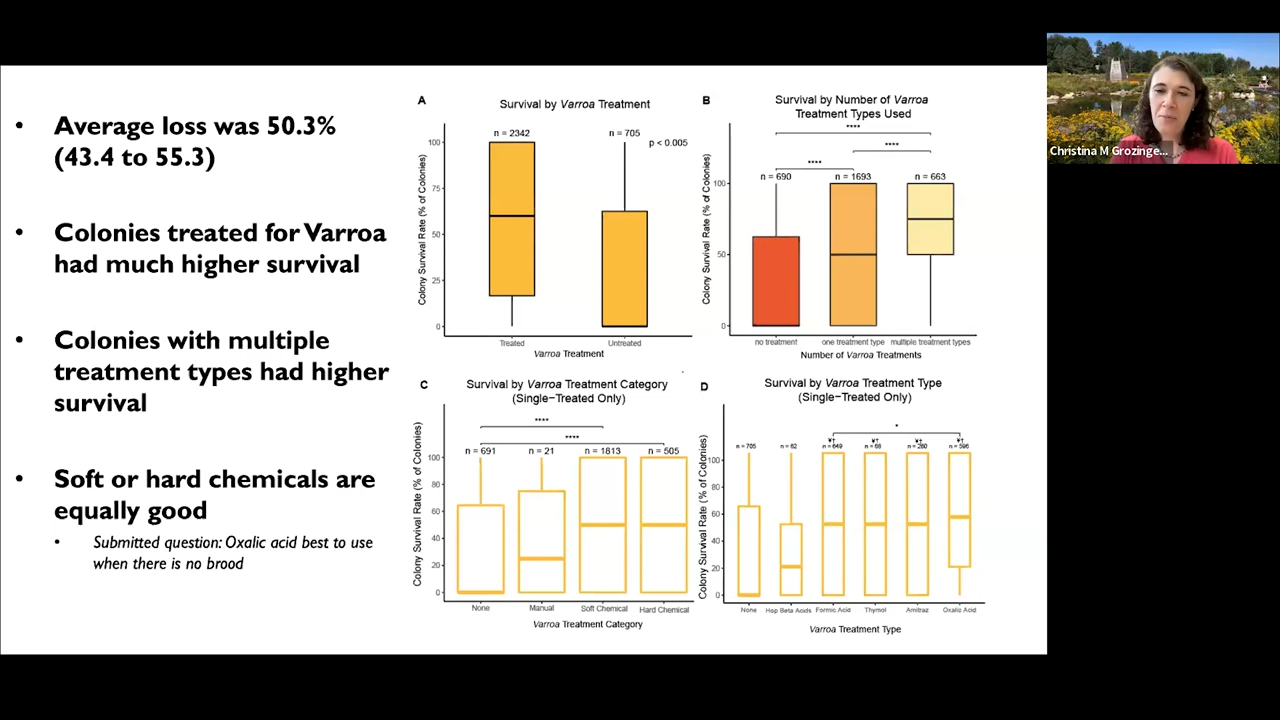 • Average loss was 50.3%
(43.4 to 55.3)
• Colonies treated for Varroa
had much higher survival
• Colonies with multiple
treatment types had higher
survival
• Soft or hard chemicals are
equally good
• Submitted question: Oxalic acid best to use
when there is no brood
A
Survival by Varroa Treatment
n = 2342
n = 705
p < 0.005
Colony Survival Rate (% of Colonies)
100
75
50
25
0
Treated
Untreated
Varroa Treatment
B
Survival by Number of Varroa
Treatment Types Used
****
****
****
n = 690
n = 1693
n = 663
Colony Survival Rate (% of Colonies)
100
50
0
no treatment
one treatment type
multiple treatment types
Number of Varroa Treatments
C
Survival by Varroa Treatment Category
(Single−Treated Only)
****
****
n = 691
n = 21
n = 1813
n = 505
Colony Survival Rate (% of Colonies)
100
80
60
40
20
0
None
Manual
Soft Chemical
Hard Chemical
Varroa Treatment Category
D
Survival by Varroa Treatment Type
(Single−Treated Only)
*
¥† ¥† ¥† ¥†
n = 705
n = 62
n = 649
n = 68
n = 260
n = 596
Colony Survival Rate (% of Colonies)
100
80
60
40
20
0
None
Hop Beta Acids
Formic Acid
Thymol
Amitraz
Oxalic Acid
Varroa Treatment Type
Christina M Grozinge...